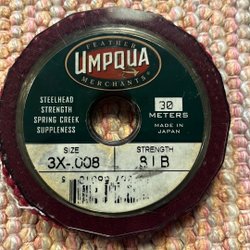 FEATHER
UMPQUA
MERCHANTS
STEELHEAD
STRENGTH
SPRING CREEK
SUPPLENESS
30
METERS
MADE IN
JAPAN
SIZE
STRENGTH
3X-.008
8 LB